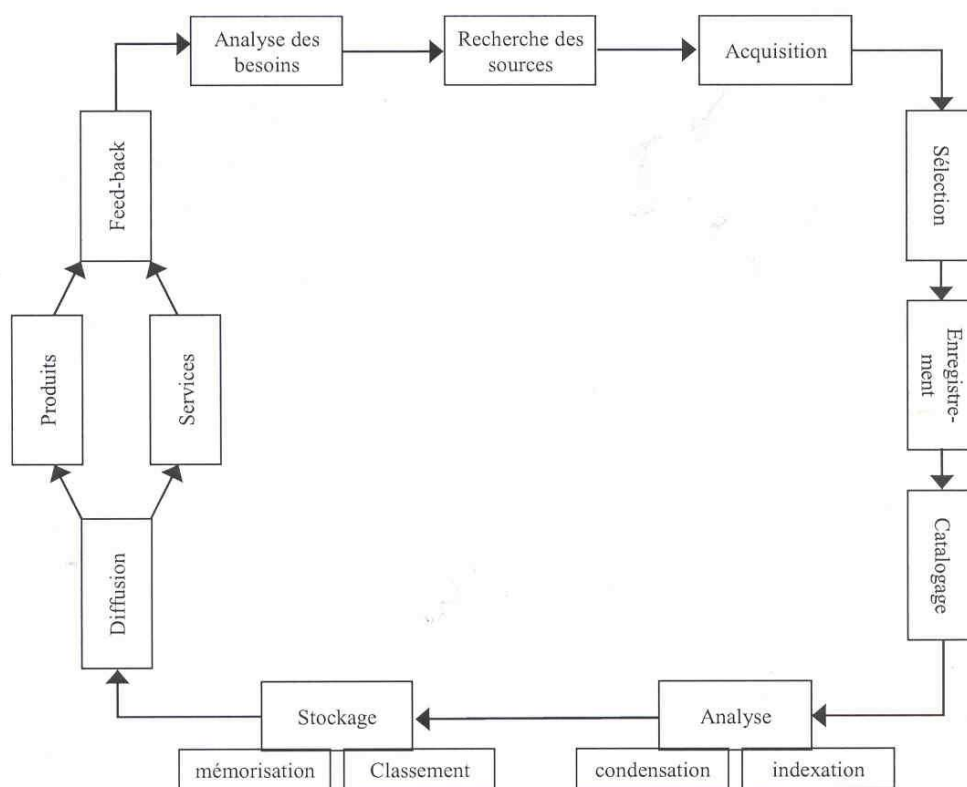 Analyse des
besoins
Recherche des
sources
Acquisition
Sélection
Enregistre-
ment
Catalogage
Analyse
condensation
indexation
Stockage
mémorisation
Classement
Diffusion
Produits
Services
Feed-back